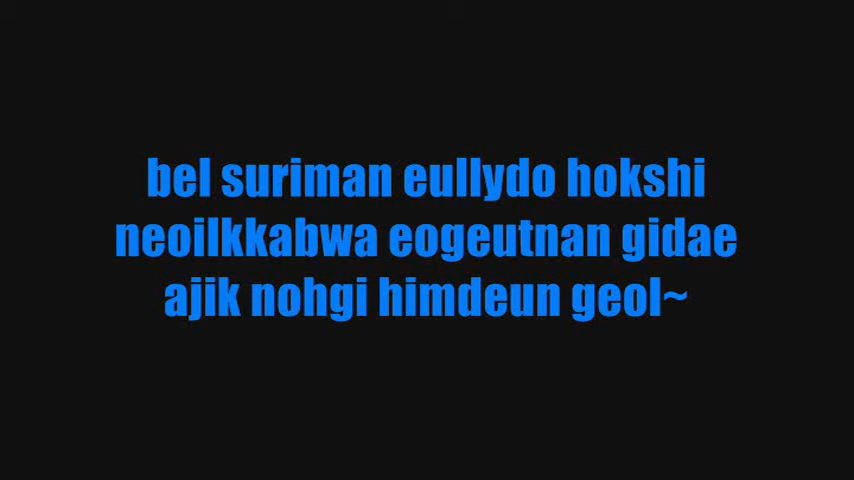 bel suriman eullydo hokshi
neoilkkabwa eogeutnan gidae
ajik nohgi himdeun geol~